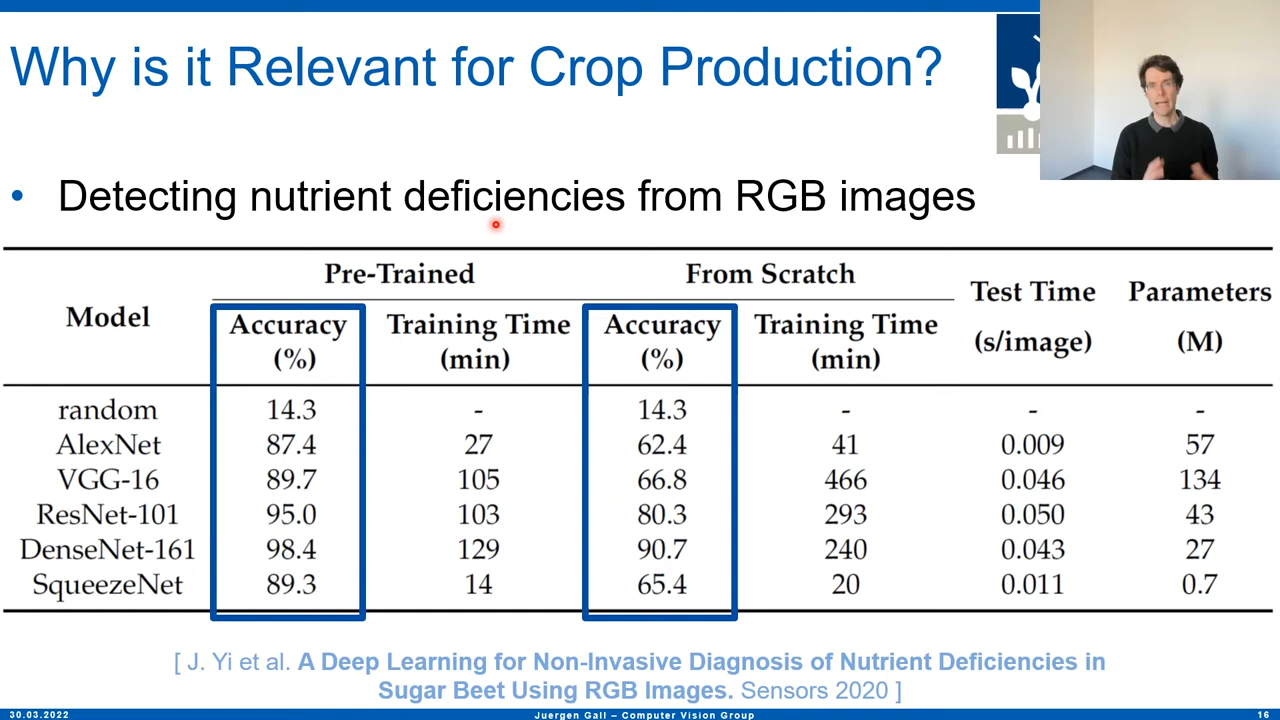 Why is it Relevant for Crop Production?
• Detecting nutrient deficiencies from RGB images
Model Pre-Trained From Scratch Test Time Parameters
Accuracy Training Time Accuracy Training Time (s/image) (M)
(%) (min) (%) (min)
random 14.3 - 14.3 - - -
AlexNet 87.4 27 62.4 41 0.009 57
VGG-16 89.7 105 66.8 466 0.046 134
ResNet-101 95.0 103 80.3 293 0.050 43
DenseNet-161 98.4 129 90.7 240 0.043 27
SqueezeNet 89.3 14 65.4 20 0.011 0.7
[ J. Yi et al. A Deep Learning for Non-Invasive Diagnosis of Nutrient Deficiencies in
Sugar Beet Using RGB Images. Sensors 2020 ]
30.03.2022 Juergen Gall – Computer Vision Group 16